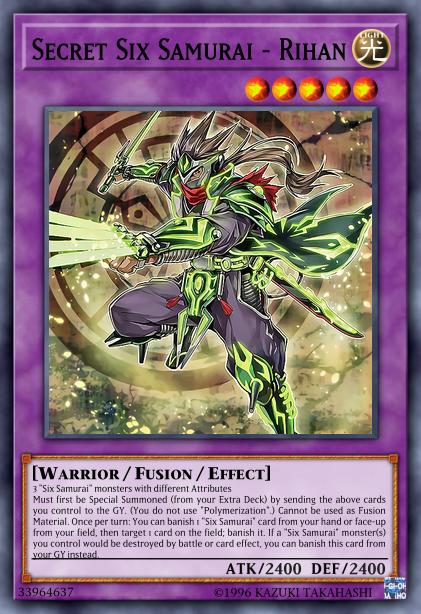 Secret Six Samurai - Rihan
LIGHT
光
[Warrior / Fusion / Effect]
3 "Six Samurai" monsters with different Attributes
Must first be Special Summoned (from your Extra Deck) by sending the above cards
you control to the GY. (You do not use "Polymerization".) Cannot be used as Fusion
Material. Once per turn: You can banish 1 "Six Samurai" card from your hand or face-up
from your field, then target 1 card on the field; banish it. If a "Six Samurai" monster(s)
you control would be destroyed by battle or card effect, you can banish this card from
your GY instead.
ATK/2400 DEF/2400
33964637
©1996 KAZUKI TAKAHASHI